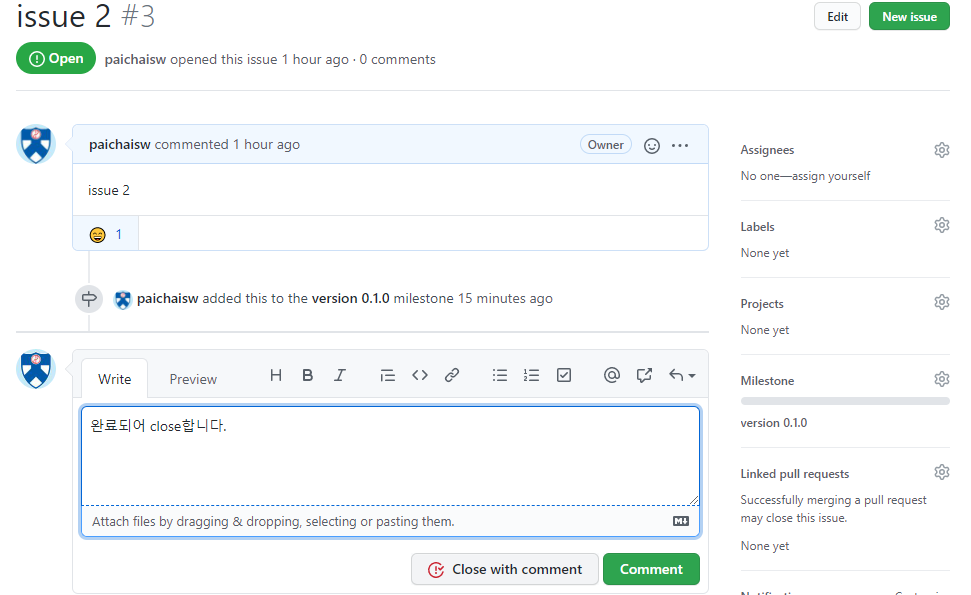 issue 2 #3
Edit
New issue
Open
paichaisw opened this issue 1 hour ago · 0 comments
paichaisw commented 1 hour ago
Owner
issue 2
1
paichaisw added this to the version 0.1.0 milestone 15 minutes ago
Write
Preview
H B I
완료되어 close합니다.
Attach files by dragging & dropping, selecting or pasting them.
Close with comment
Comment
Assignees
No one—assign yourself
Labels
None yet
Projects
None yet
Milestone
version 0.1.0
Linked pull requests
Successfully merging a pull request
may close this issue.
None yet